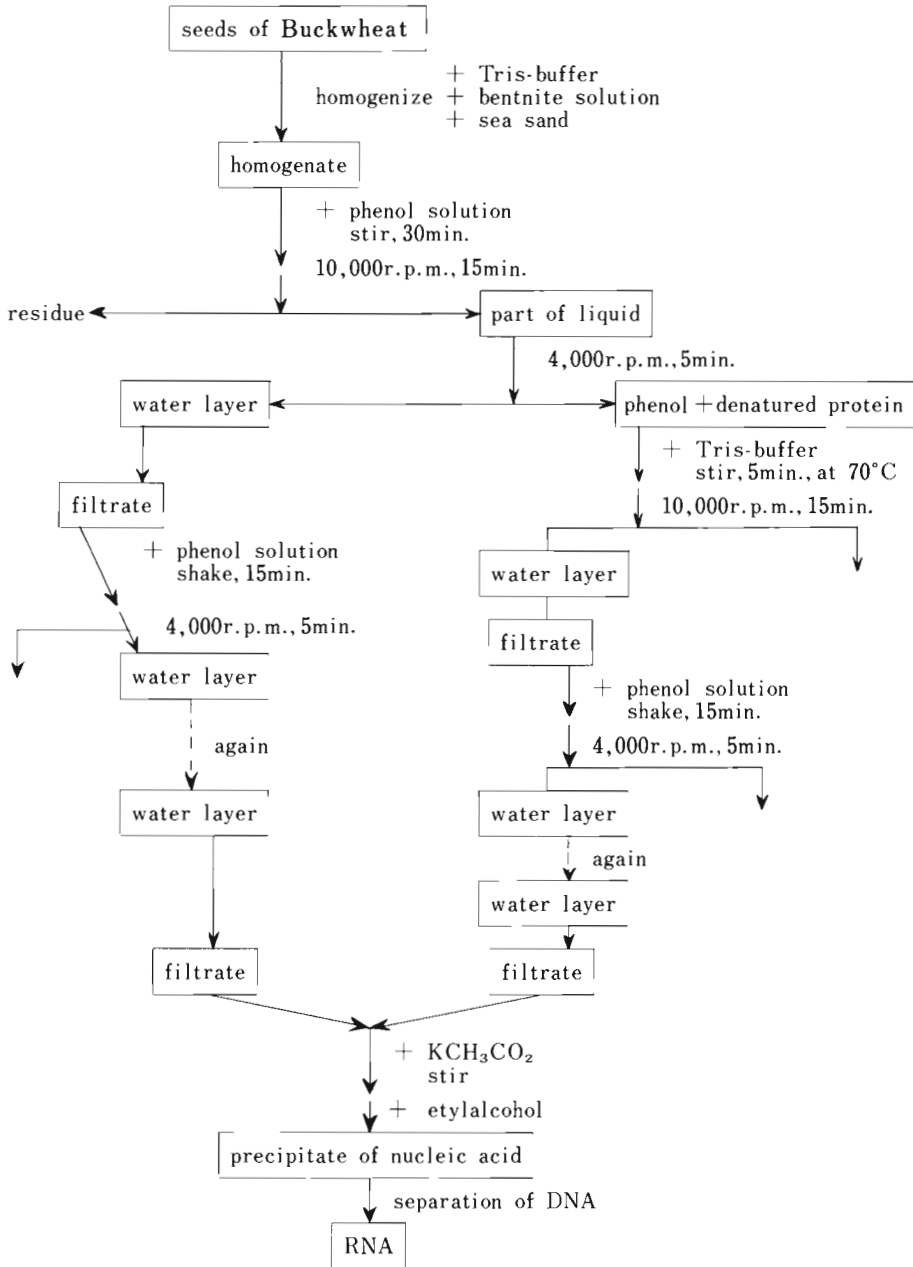 seeds of Buckwheat
+ Tris-buffer
homogenize + bentnite solution
+ sea sand
homogenate
+ phenol solution
stir, 30min.
10,000r.p.m., 15min.
residue
part of liquid
4,000r.p.m., 5min.
water layer
phenol + denatured protein
+ Tris-buffer
stir, 5min., at 70°C
10,000r.p.m., 15min.
filtrate
+ phenol solution
shake, 15min.
4,000r.p.m., 5min.
water layer
again
water layer
filtrate
water layer
filtrate
+ phenol solution
shake, 15min.
4,000r.p.m., 5min.
water layer
again
water layer
filtrate
+ KCH₃CO₂
stir
+ etylalcohol
precipitate of nucleic acid
separation of DNA
RNA